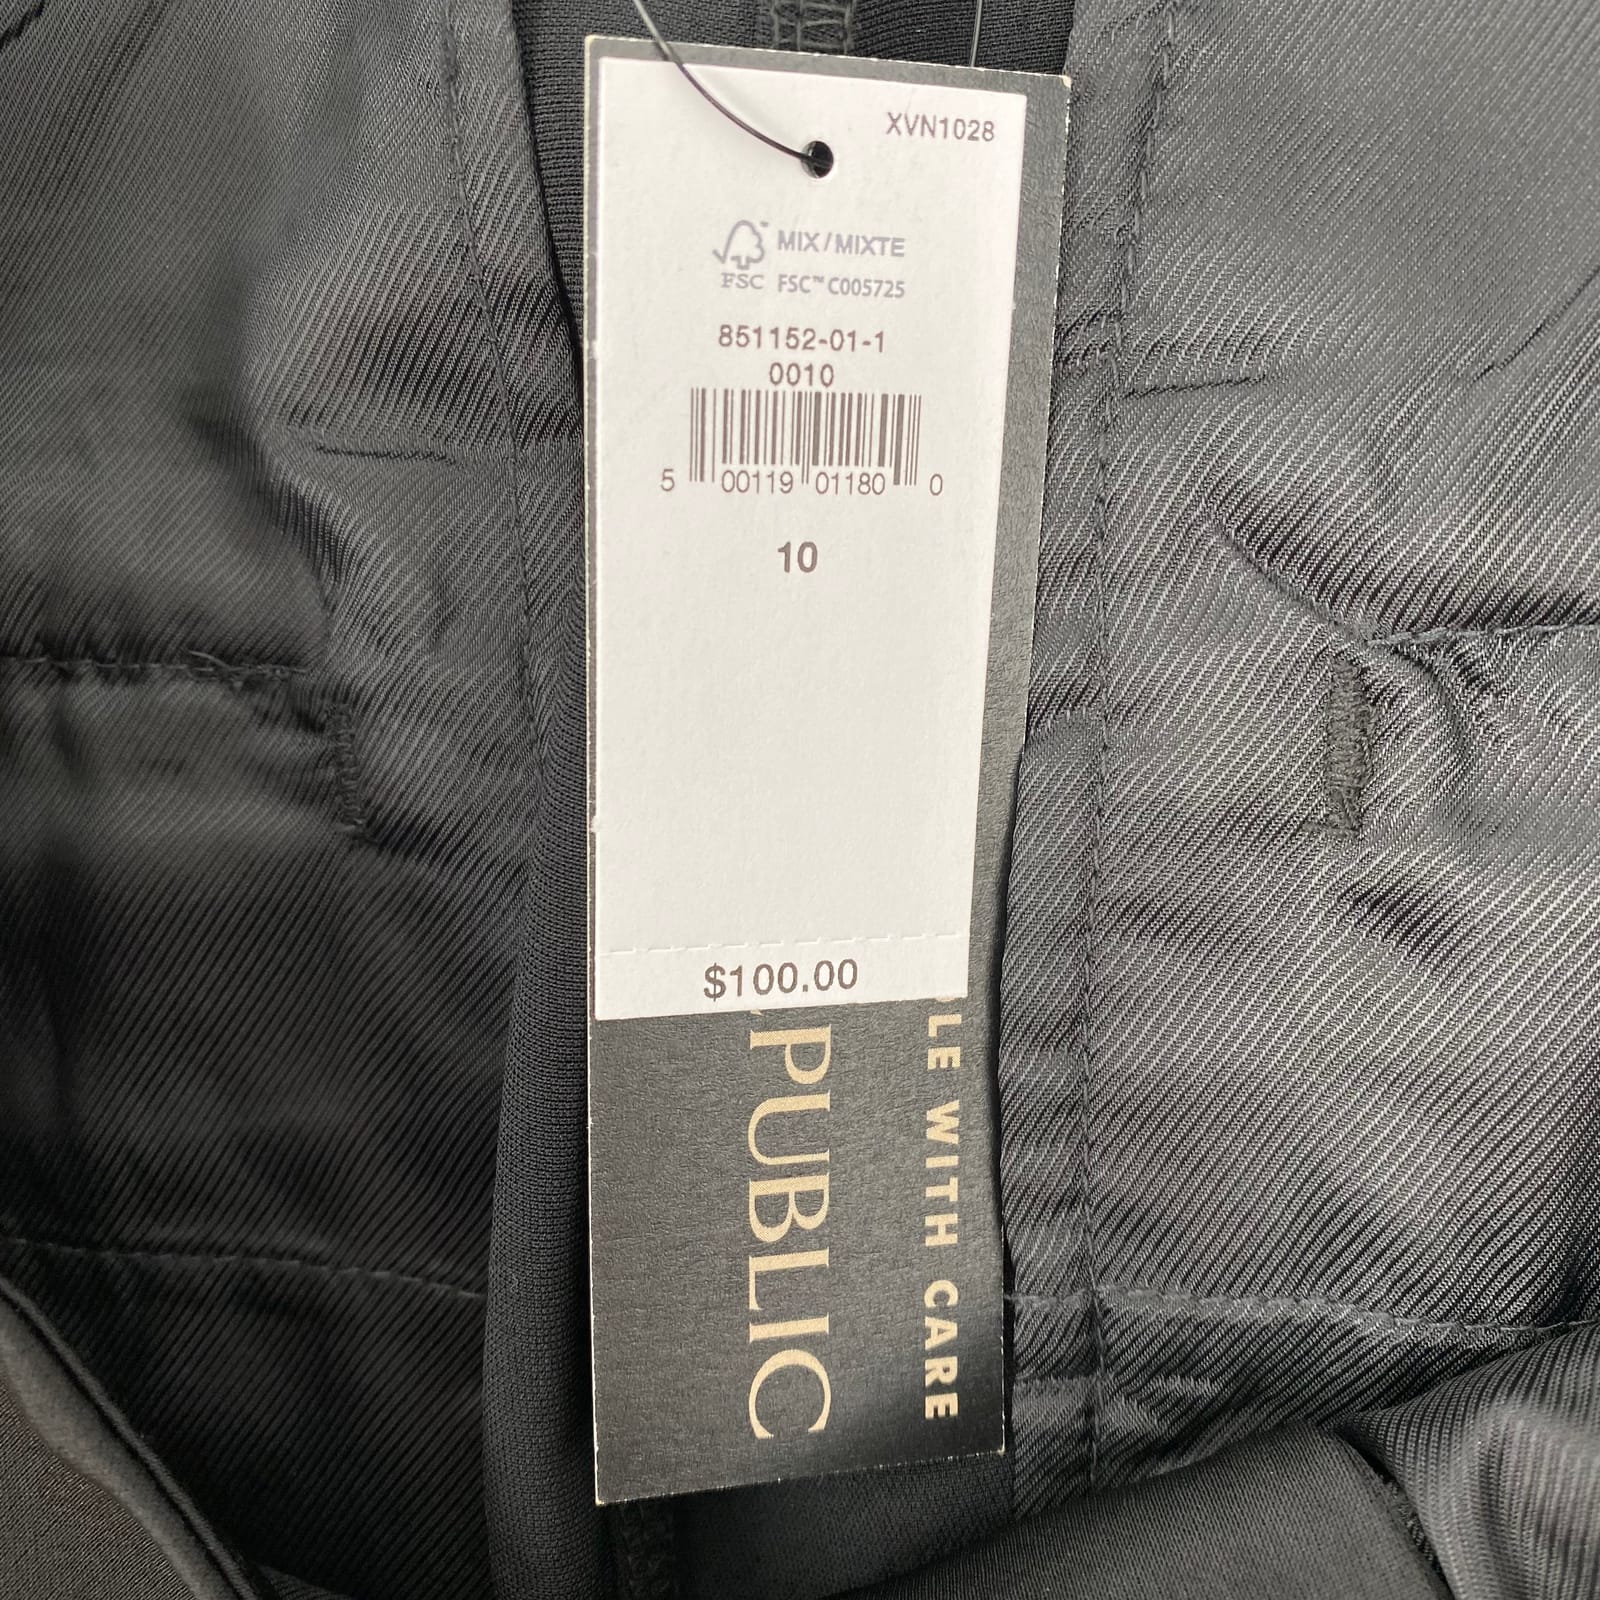 XVN1028
MIX/MIXTE
FSC FSC™ C005725
851152-01-1
0010
5 00119 01180 0
10
$100.00
PUBLIC
WITH CARE